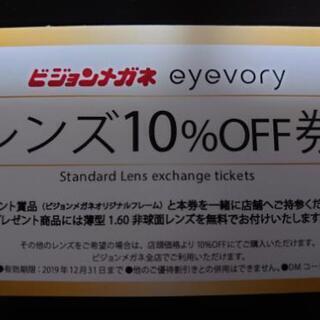 ビジョンメガネ eyevory
レンズ10%OFF券
Standard Lens exchange tickets
ント賞品（ビジョンメガネオリジナルフレーム）と本券を一緒に店舗へご持参くだ
プレゼント商品には薄型 1.60 非球面レンズを無料でお付けいたします
その他のレンズをご希望の場合は、店頭価格より 10%OFFにてご購入いただけます。
ビジョンメガネ全店でご利用いただけます。
●有効期限：2019年12月31日まで ●他のご優待割引きとの併用はできません。●DMコー